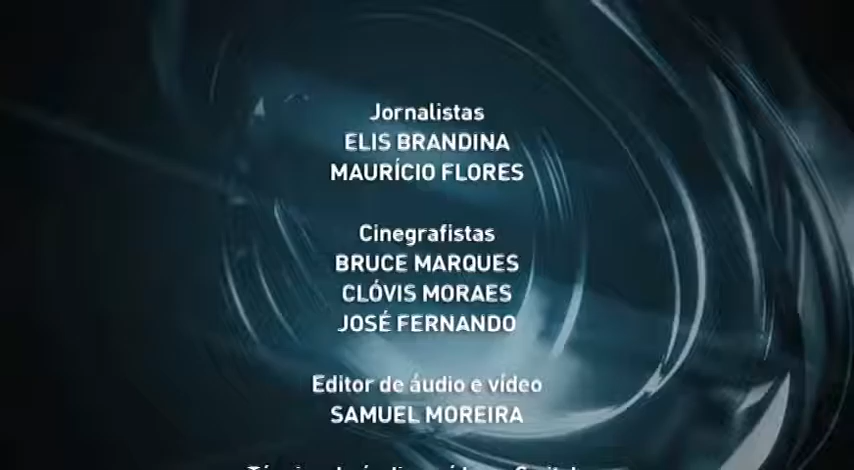 Jornalistas
ELIS BRANDINA
MAURÍCIO FLORES
Cinegrafistas
BRUCE MARQUES
CLÓVIS MORAES
JOSÉ FERNANDO
Editor de áudio e vídeo
SAMUEL MOREIRA